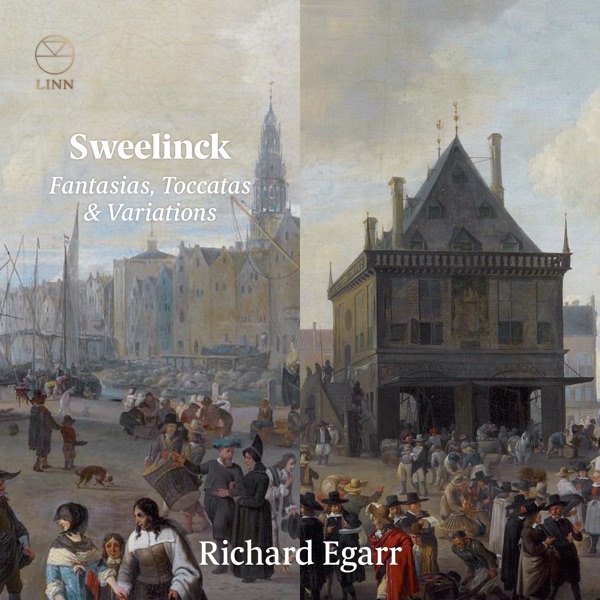 LINN
Sweelinck
Fantasias, Toccatas
& Variations
Richard Egarr